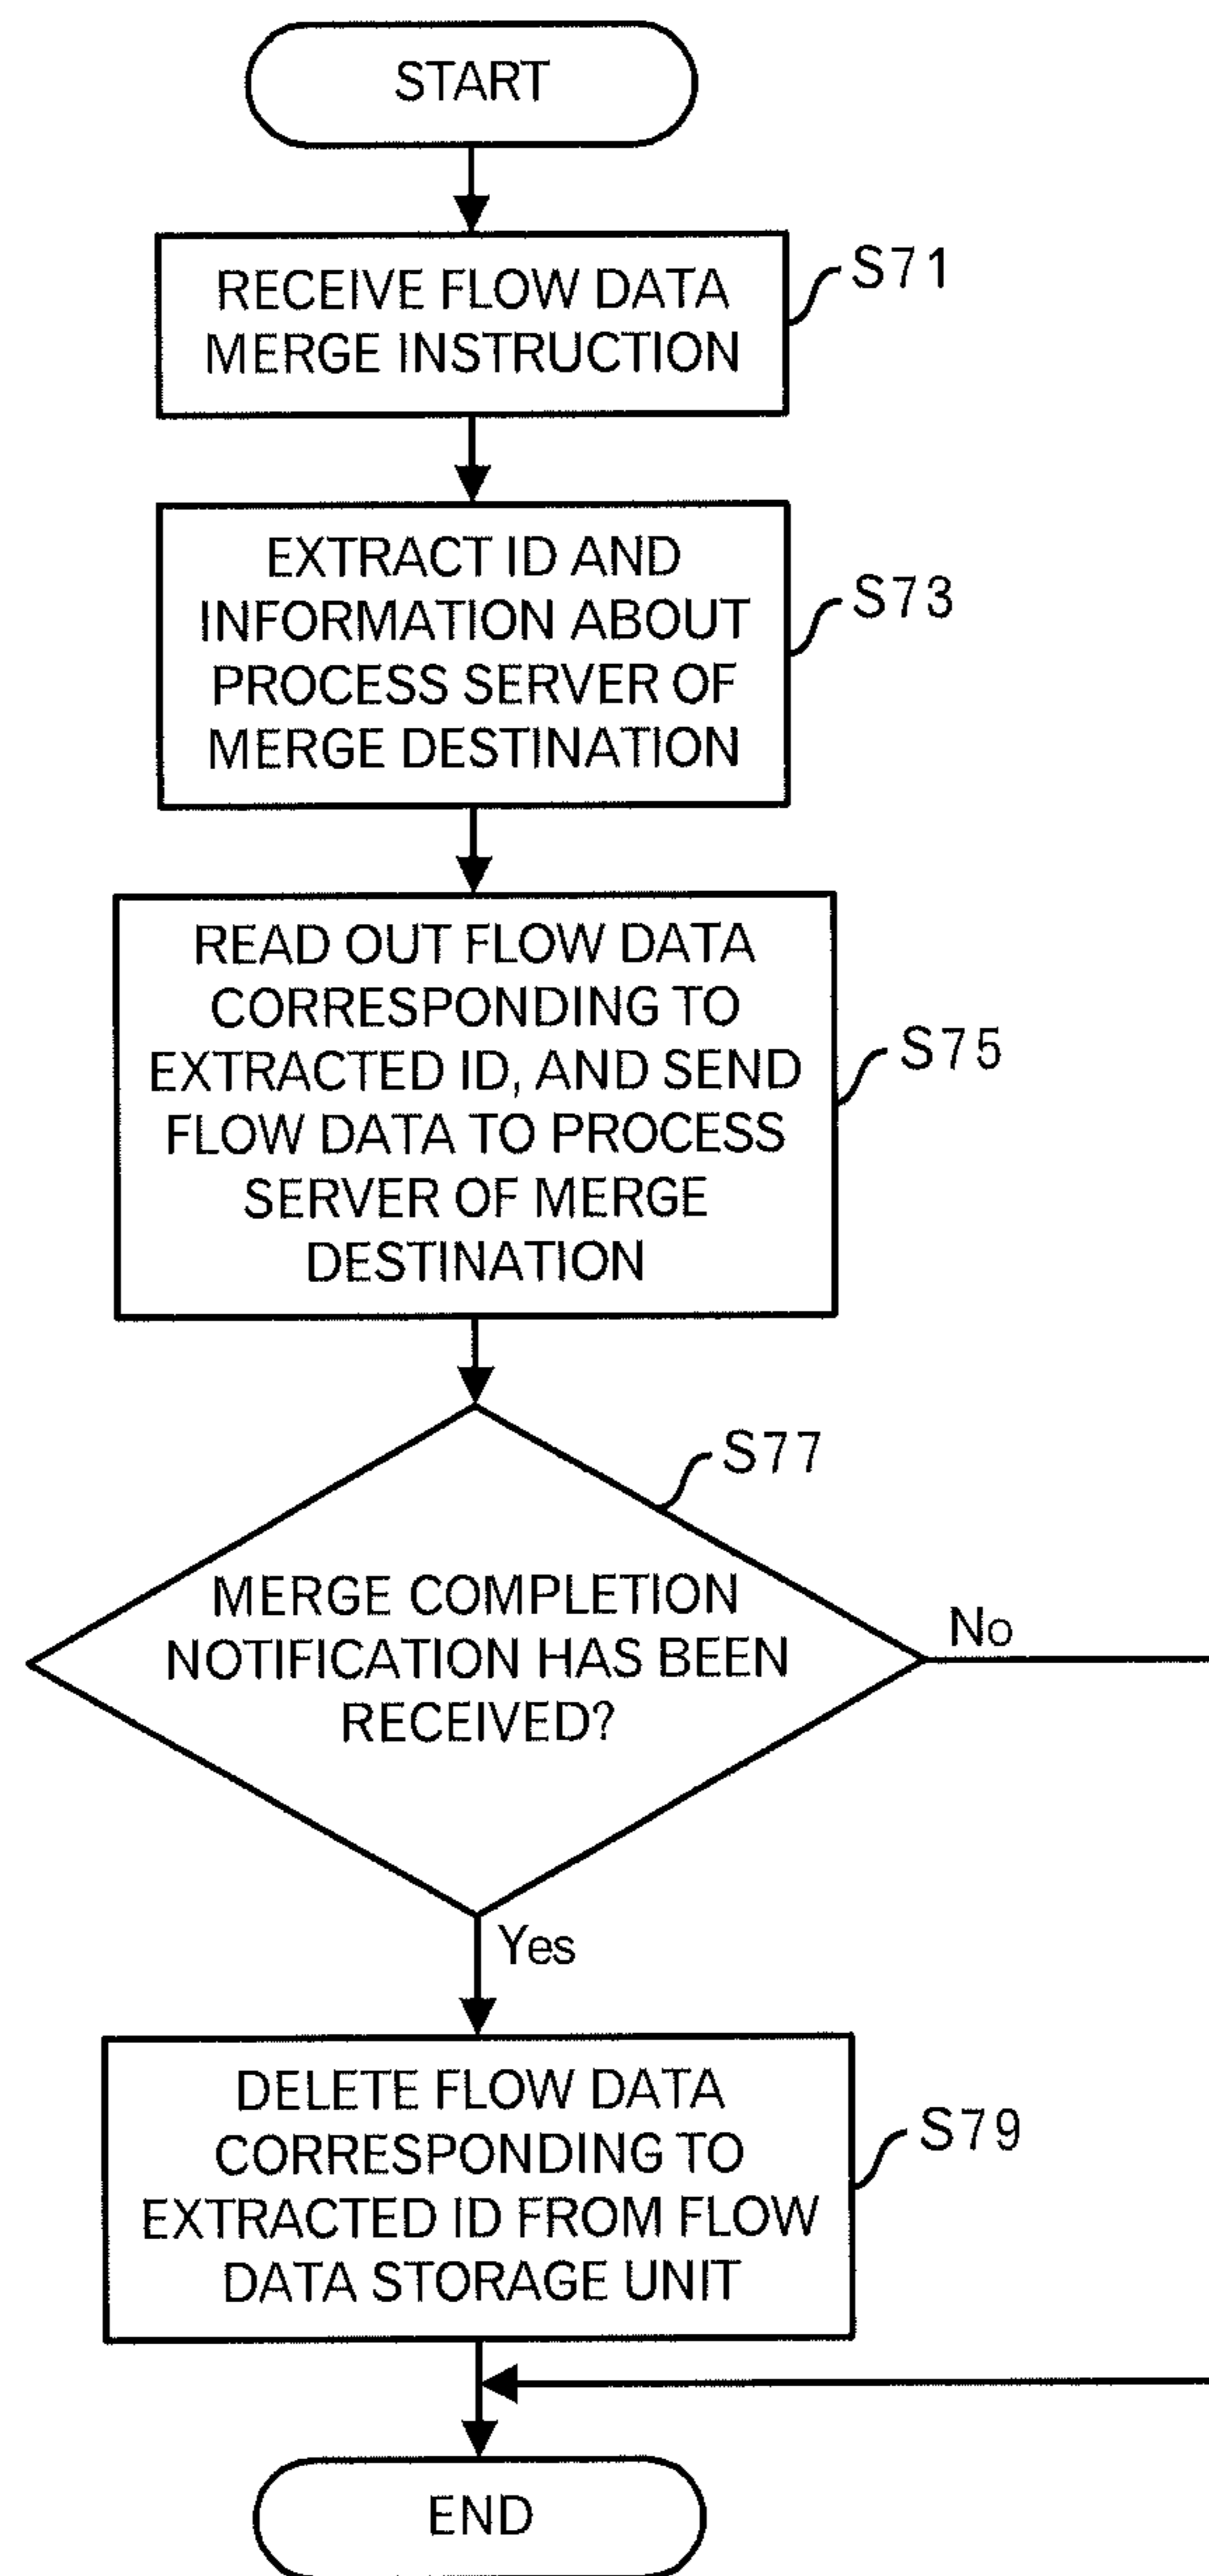 START
RECEIVE FLOW DATA
MERGE INSTRUCTION
S71
EXTRACT ID AND
INFORMATION ABOUT
PROCESS SERVER OF
MERGE DESTINATION
S73
READ OUT FLOW DATA
CORRESPONDING TO
EXTRACTED ID, AND SEND
FLOW DATA TO PROCESS
SERVER OF MERGE
DESTINATION
S75
S77
MERGE COMPLETION
NOTIFICATION HAS BEEN
RECEIVED?
No
Yes
DELETE FLOW DATA
CORRESPONDING TO
EXTRACTED ID FROM FLOW
DATA STORAGE UNIT
S79
END